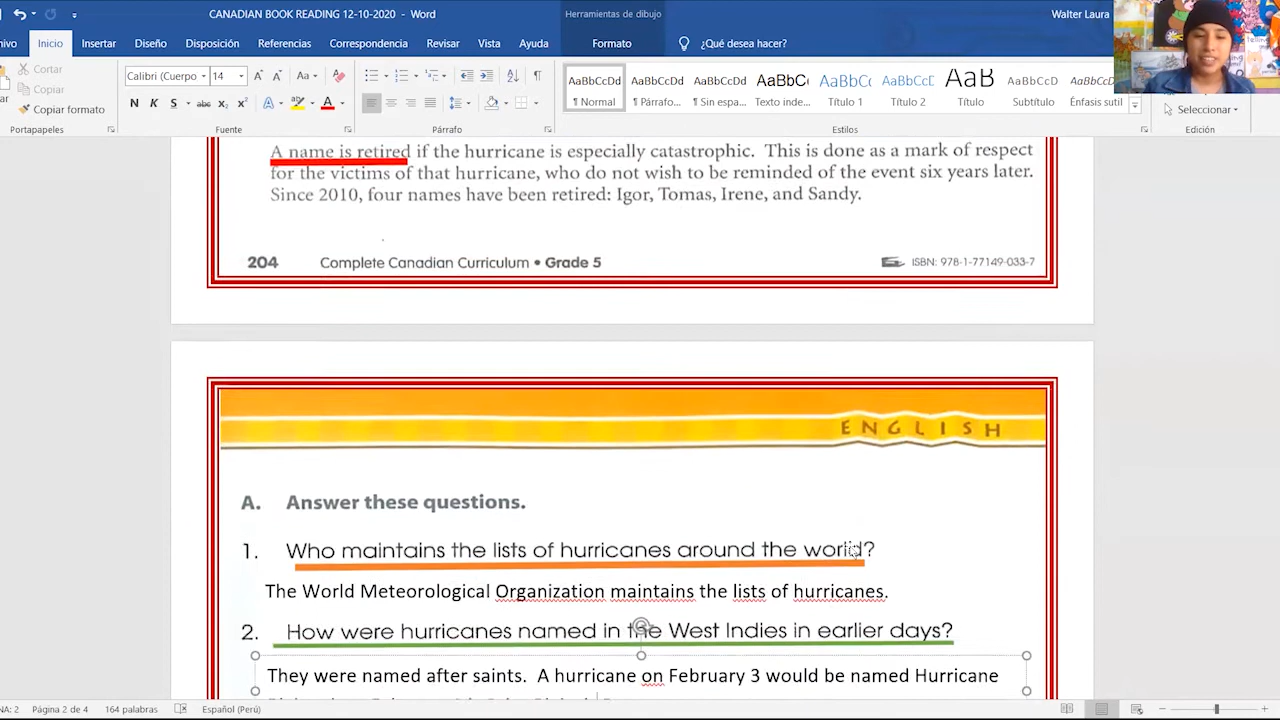 CANADIAN BOOK READING 12-10-2020 - Word
Herramientas de dibujo
Walter Laura
Inicio Insertar Diseño Disposición Referencias Correspondencia Revisar Vista Ayuda Formato ¿Qué desea hacer?
Cortar
Copiar
Copiar formato
Portapapeles
Calibri (Cuerpo 14
N K S abc x₂ x²
Fuente
Párrafo
AaBbCcDd AaBbCcDd AaBbCcDd AaBbC AaBbC AaBbCcD AaB AaBbCcD AaBbCcDd
¶ Normal ¶ Párrafo... ¶ Sin espa... Texto inde... Título 1 Título 2 Título Subtítulo Énfasis sutil
Estilos
Seleccionar
Edición
A name is retired if the hurricane is especially catastrophic. This is done as a mark of respect
for the victims of that hurricane, who do not wish to be reminded of the event six years later.
Since 2010, four names have been retired: Igor, Tomas, Irene, and Sandy.
204 Complete Canadian Curriculum • Grade 5 ISBN: 978-1-77149-033-7
ENGLISH
A. Answer these questions.
1. Who maintains the lists of hurricanes around the world?
The World Meteorological Organization maintains the lists of hurricanes.
2. How were hurricanes named in the West Indies in earlier days?
They were named after saints. A hurricane on February 3 would be named Hurricane
Página 2 de 4 164 palabras Español (Perú)